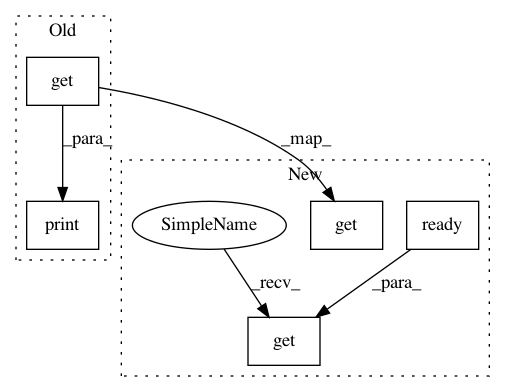 Old
get
_para_
_map_
New
print
SimpleName
get
ready
_recv_
_para_
get